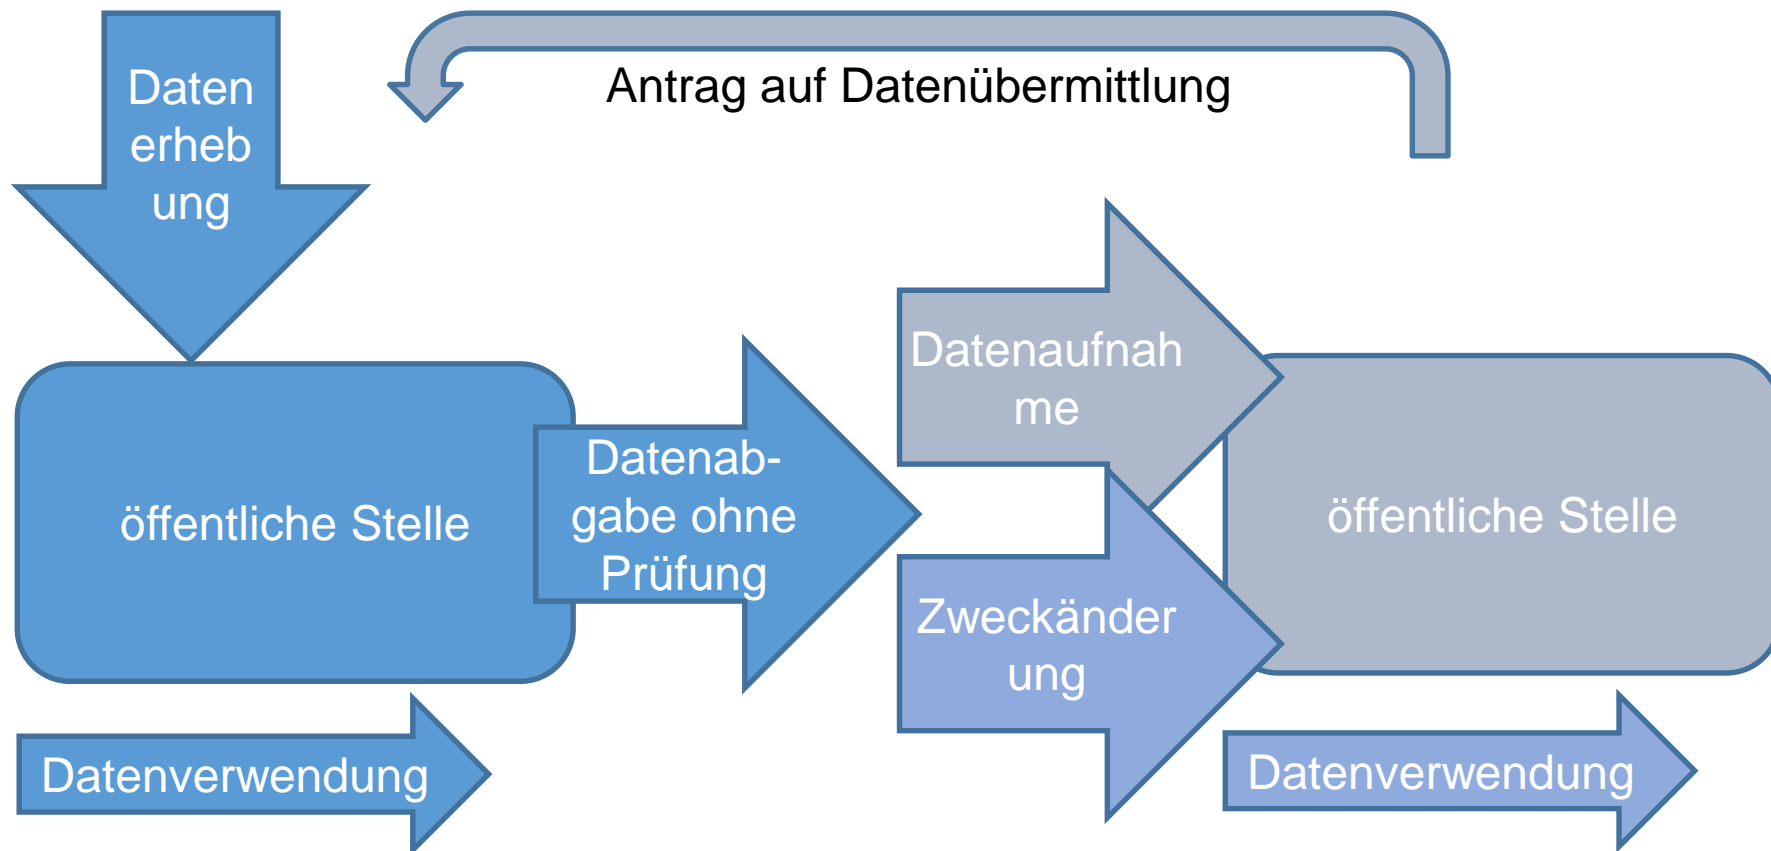 Daten
erheb
ung
Antrag auf Datenübermittlung
öffentliche Stelle
Datenab-
gabe ohne
Prüfung
Datenaufnah
me
Zweckänder
ung
öffentliche Stelle
Datenverwendung
Datenverwendung